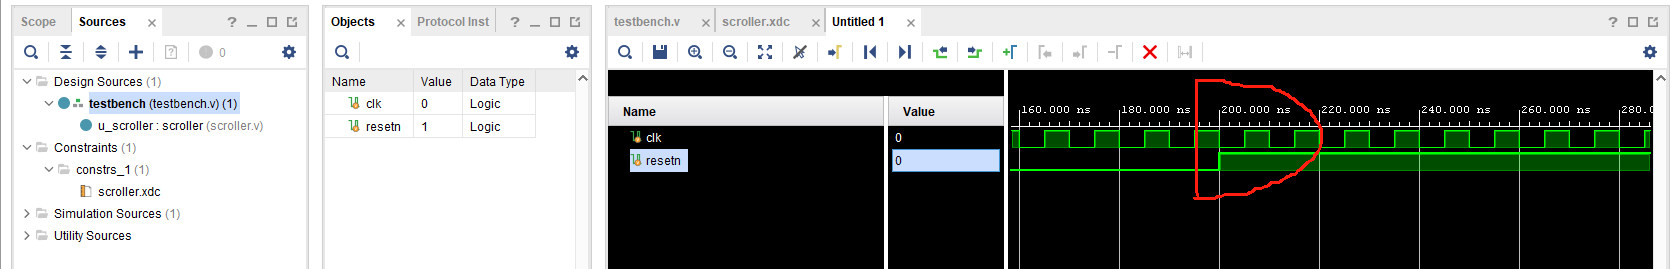 Scope Sources × ? _
Objects × Protocol Inst
testbench.v × scroller.xdc × Untitled 1 × ?
0
Design Sources (1)
testbench (testbench.v) (1)
u_scroller : scroller (scroller.v)
Constraints (1)
constrs_1
scroller.xdc
Simulation Sources (1)
Utility Sources
Name Value Data Type
clk 0 Logic
resetn 1 Logic
Name Value
clk 0
resetn 0
160.000 ns 180.000 ns 200.000 ns 220.000 ns 240.000 ns 260.000 ns 280.0